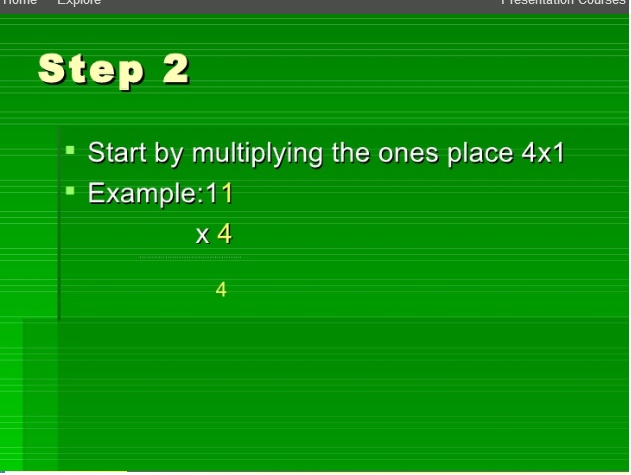 Home Explore Presentation Courses
Step 2
Start by multiplying the ones place 4x1
Example:11
x 4
4